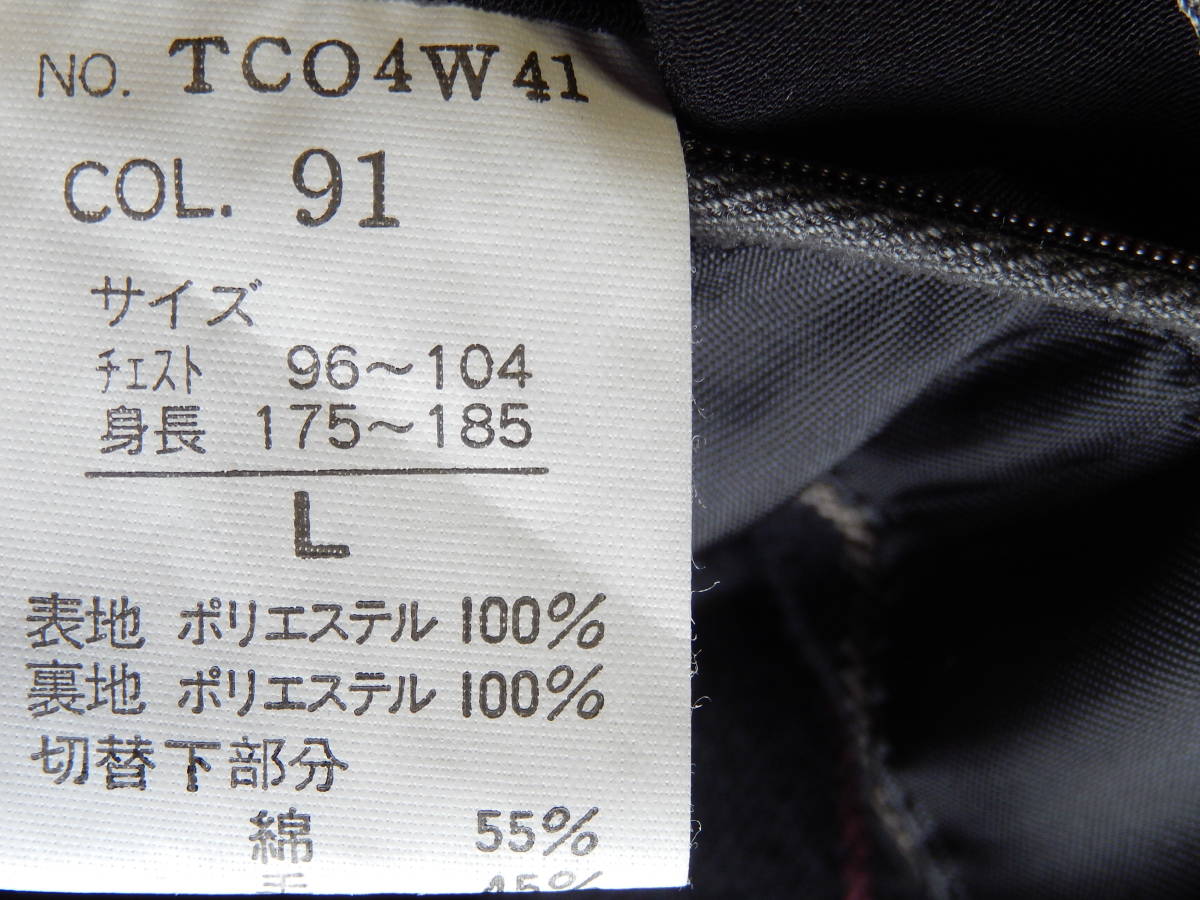 NO. TCO4W41
COL. 91
サイズ
チェスト 96～104
身長 175～185
L
表地 ポリエステル 100%
裏地 ポリエステル 100%
切替下部分
綿 55%
45%